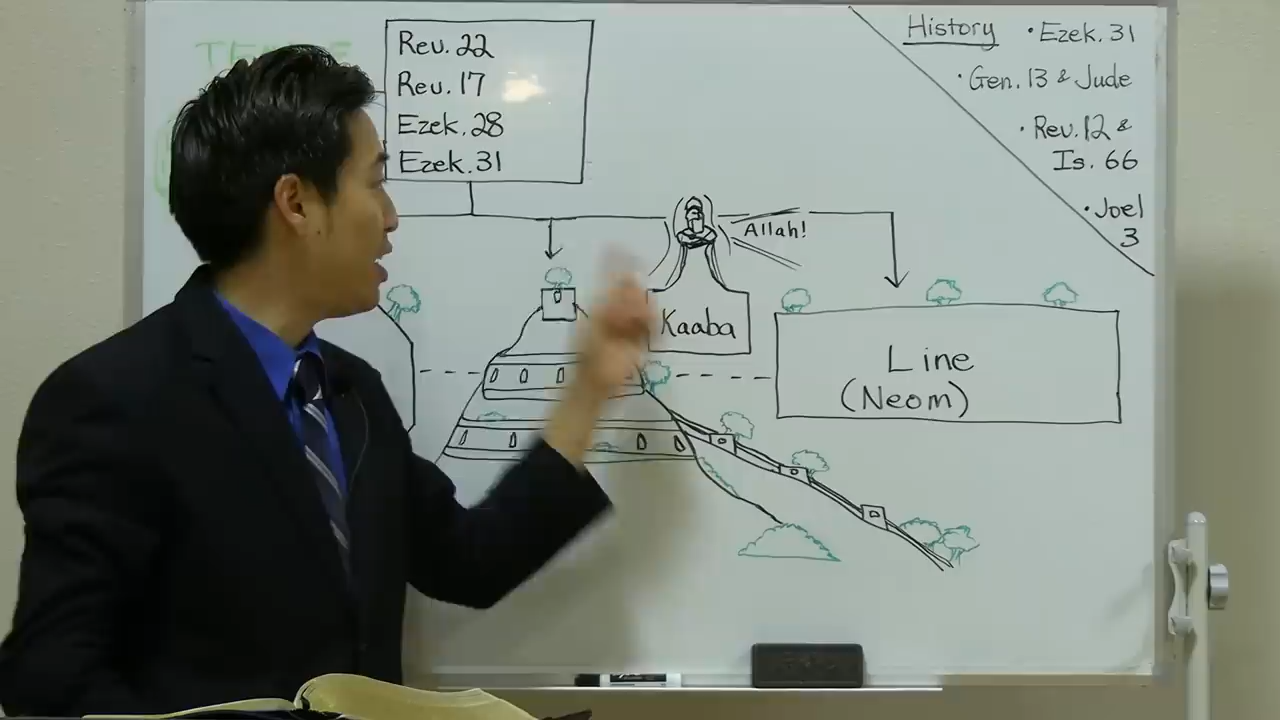 Rev. 22
Rev. 17
Ezek. 28
Ezek. 31
History
• Ezek. 31
• Gen. 13 & Jude
• Rev. 12 &
Is. 66
• Joel
3
Allah!
Kaaba
Line
(Neom)